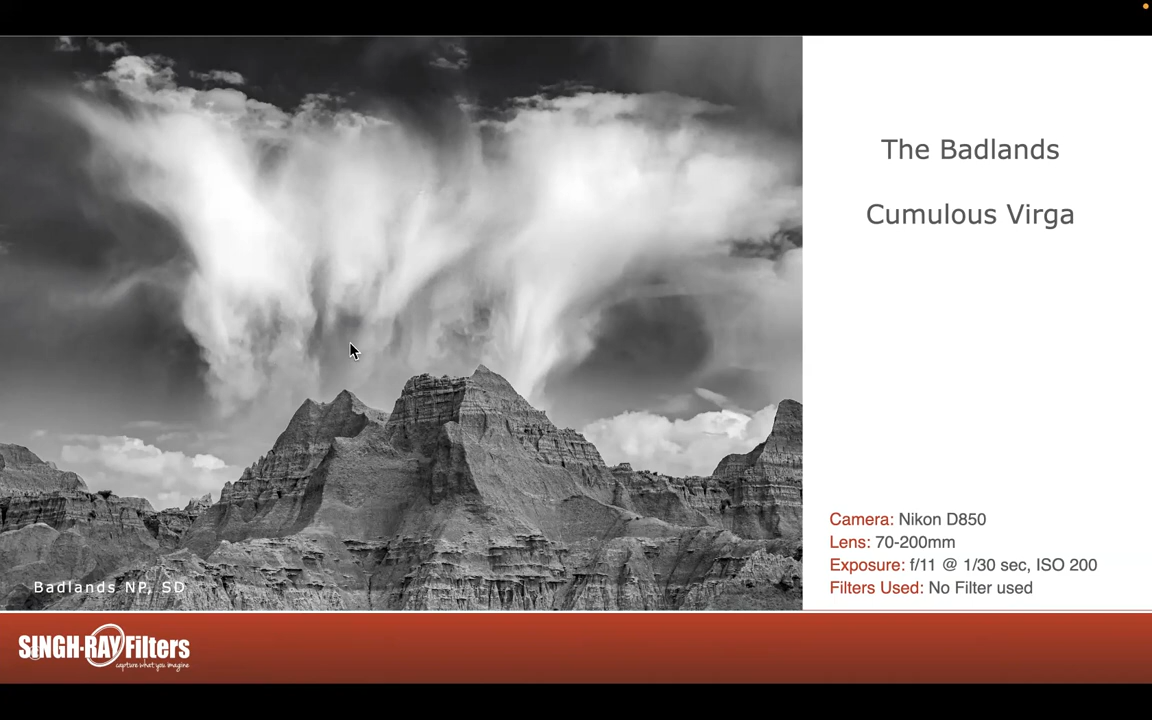 The Badlands
Cumulous Virga
Camera: Nikon D850
Lens: 70-200mm
Exposure: f/11 @ 1/30 sec, ISO 200
Filters Used: No Filter used
Badlands NP, SD
SINGH-RAY Filters
capture what you imagine